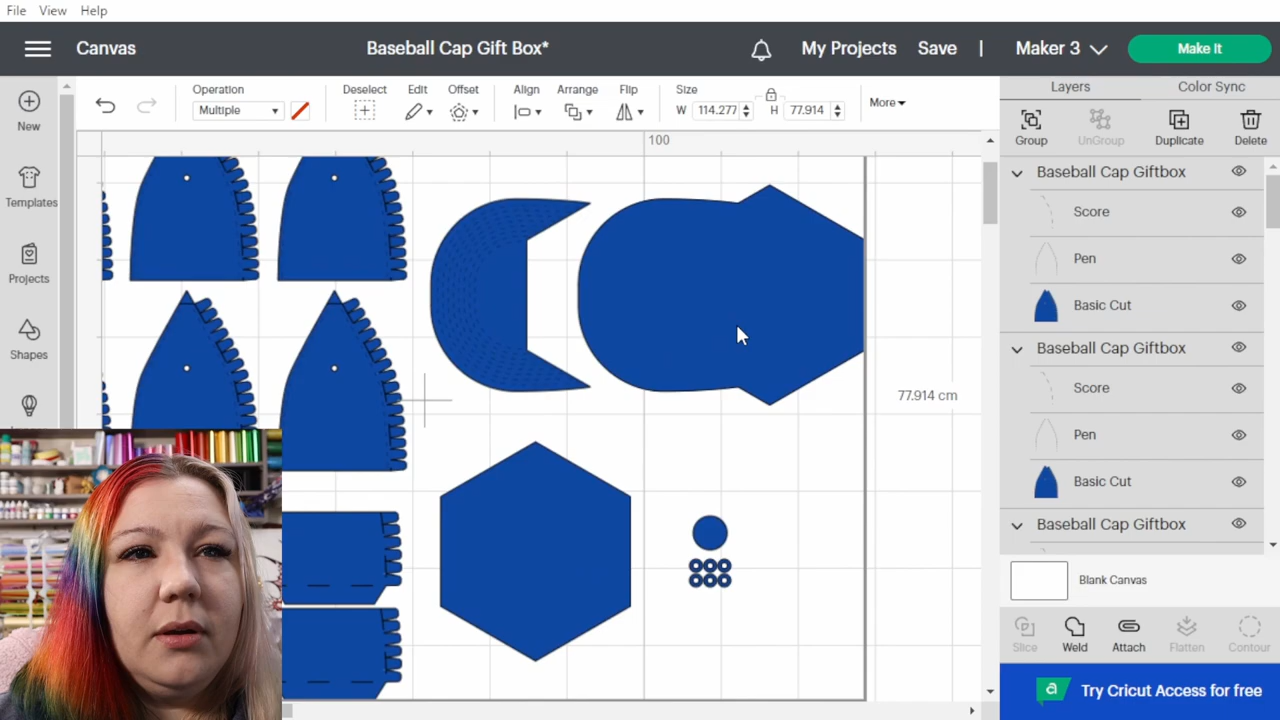 File View Help
Canvas
Baseball Cap Gift Box*
My Projects Save | Maker 3
Make It
New
Templates
Projects
Shapes
Operation
Multiple
Deselect
Edit
Offset
Align
Arrange
Flip
Size
W 114.277
H 77.914
More
100
77.914 cm
Layers Color Sync
Group UnGroup Duplicate Delete
Baseball Cap Giftbox
Score
Pen
Basic Cut
Baseball Cap Giftbox
Score
Pen
Basic Cut
Baseball Cap Giftbox
Blank Canvas
Slice Weld Attach Flatten Contour
a Try Cricut Access for free